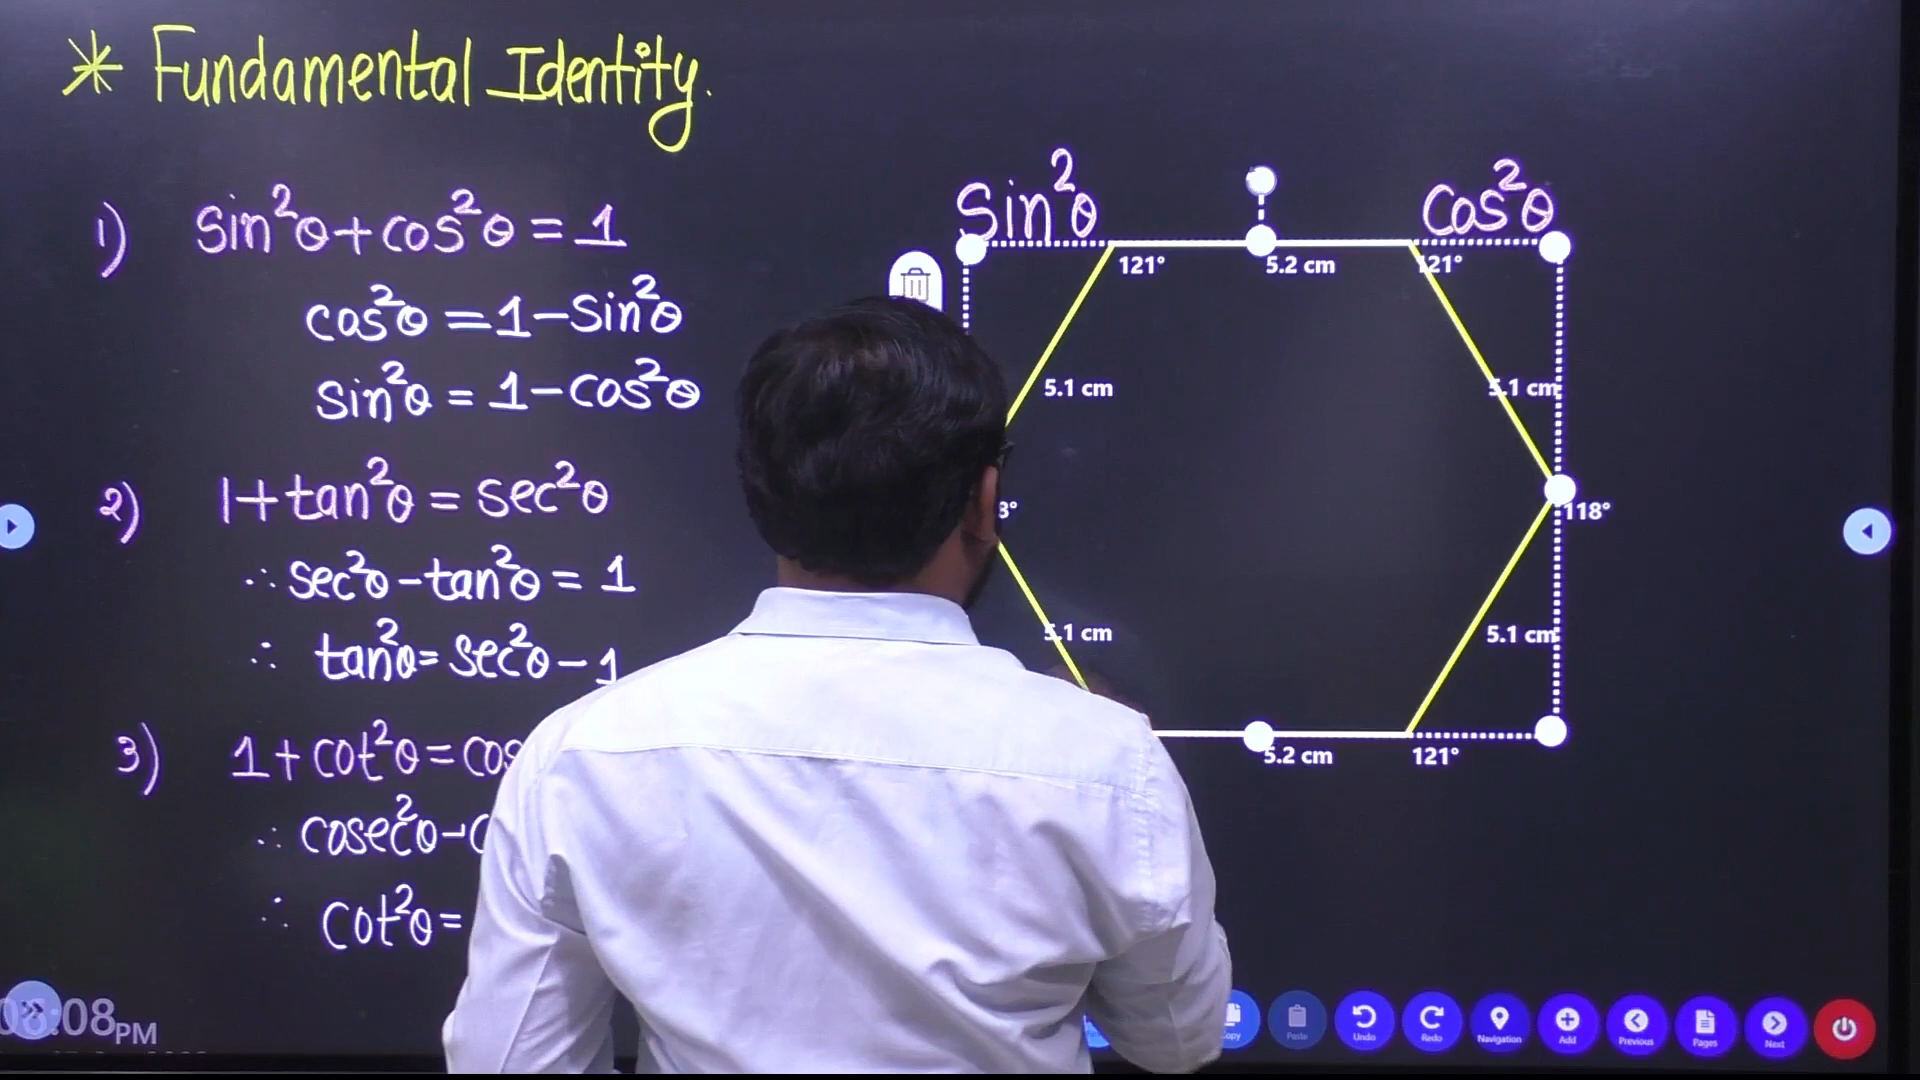 * Fundamental Identity.
1) sin²θ+cos²θ = 1
cos²θ = 1-sin²θ
sin²θ = 1-cos²θ
2) 1+tan²θ = sec²θ
∴ sec²θ-tan²θ = 1
∴ tan²θ = sec²θ-1
3) 1+cot²θ=cos
∴ cosec²θ-c
∴ cot²θ=
sin²θ cos²θ
121° 5.2 cm 121°
5.1 cm 5.1 cm
118°
5.1 cm 5.1 cm
5.2 cm 121°
:08PM
Paste Undo Redo Navigation Add Previous Pages Next